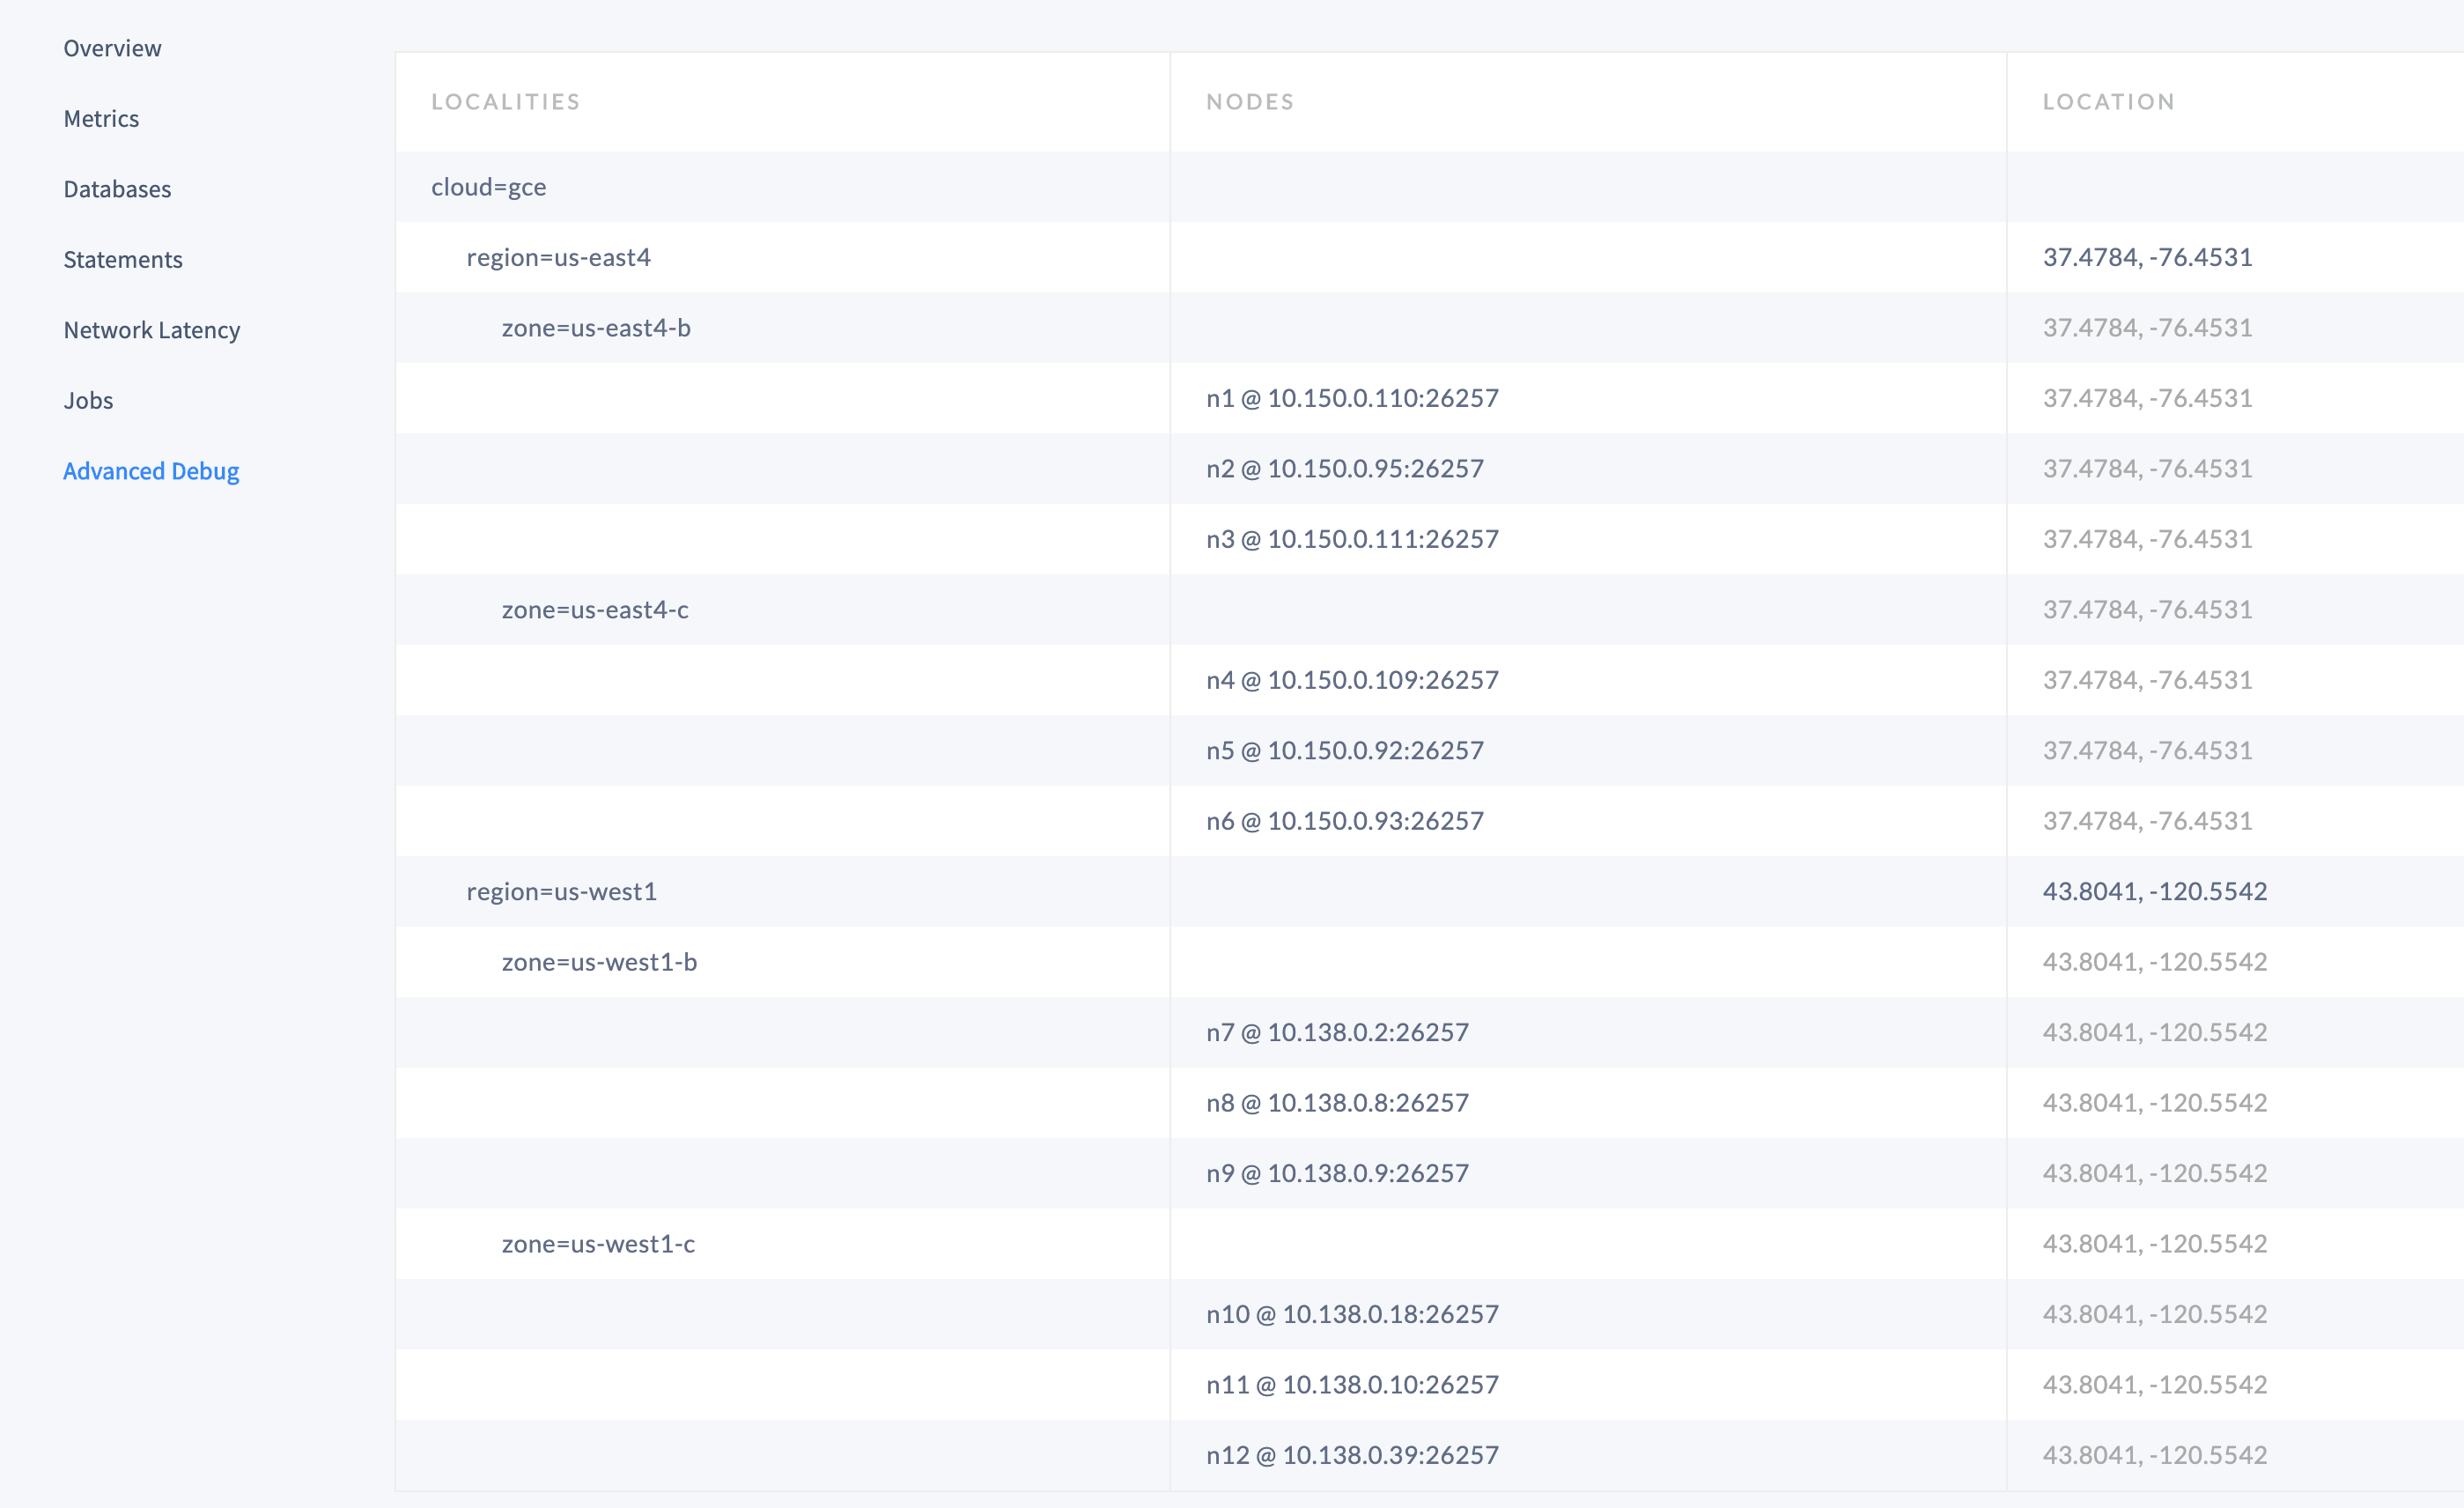 Overview
Metrics
Databases
Statements
Network Latency
Jobs
Advanced Debug
LOCALITIES NODES LOCATION
cloud=gce
region=us-east4 37.4784, -76.4531
zone=us-east4-b 37.4784, -76.4531
n1 @ 10.150.0.110:26257 37.4784, -76.4531
n2 @ 10.150.0.95:26257 37.4784, -76.4531
n3 @ 10.150.0.111:26257 37.4784, -76.4531
zone=us-east4-c 37.4784, -76.4531
n4 @ 10.150.0.109:26257 37.4784, -76.4531
n5 @ 10.150.0.92:26257 37.4784, -76.4531
n6 @ 10.150.0.93:26257 37.4784, -76.4531
region=us-west1 43.8041, -120.5542
zone=us-west1-b 43.8041, -120.5542
n7 @ 10.138.0.2:26257 43.8041, -120.5542
n8 @ 10.138.0.8:26257 43.8041, -120.5542
n9 @ 10.138.0.9:26257 43.8041, -120.5542
zone=us-west1-c 43.8041, -120.5542
n10 @ 10.138.0.18:26257 43.8041, -120.5542
n11 @ 10.138.0.10:26257 43.8041, -120.5542
n12 @ 10.138.0.39:26257 43.8041, -120.5542